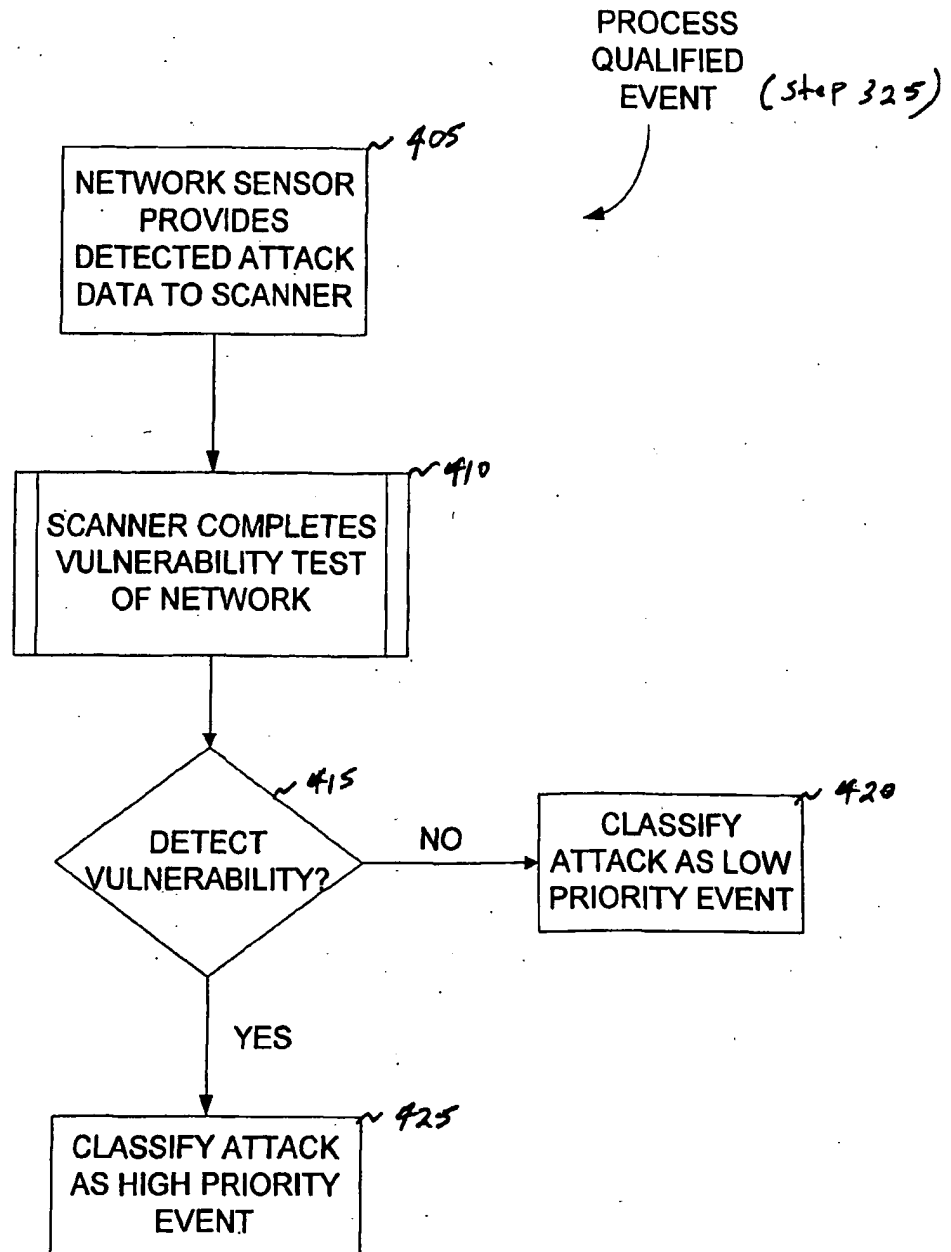 PROCESS
QUALIFIED
EVENT (step 325)
405
NETWORK SENSOR
PROVIDES
DETECTED ATTACK
DATA TO SCANNER
410
SCANNER COMPLETES
VULNERABILITY TEST
OF NETWORK
415
DETECT
VULNERABILITY?
NO
420
CLASSIFY
ATTACK AS LOW
PRIORITY EVENT
YES
425
CLASSIFY ATTACK
AS HIGH PRIORITY
EVENT